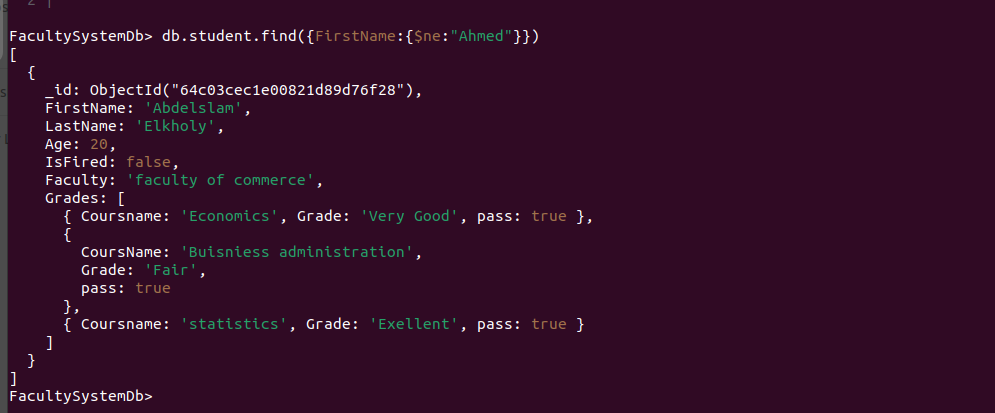 2
FacultySystemDb> db.student.find({FirstName:{$ne:"Ahmed"}})
[
  {
    _id: ObjectId("64c03cec1e00821d89d76f28"),
    FirstName: 'Abdelslam',
    LastName: 'Elkholy',
    Age: 20,
    IsFired: false,
    Faculty: 'faculty of commerce',
    Grades: [
      { Coursname: 'Economics', Grade: 'Very Good', pass: true },
      {
        CoursName: 'Buisniess administration',
        Grade: 'Fair',
        pass: true
      },
      { Coursname: 'statistics', Grade: 'Exellent', pass: true }
    ]
  }
]
FacultySystemDb>